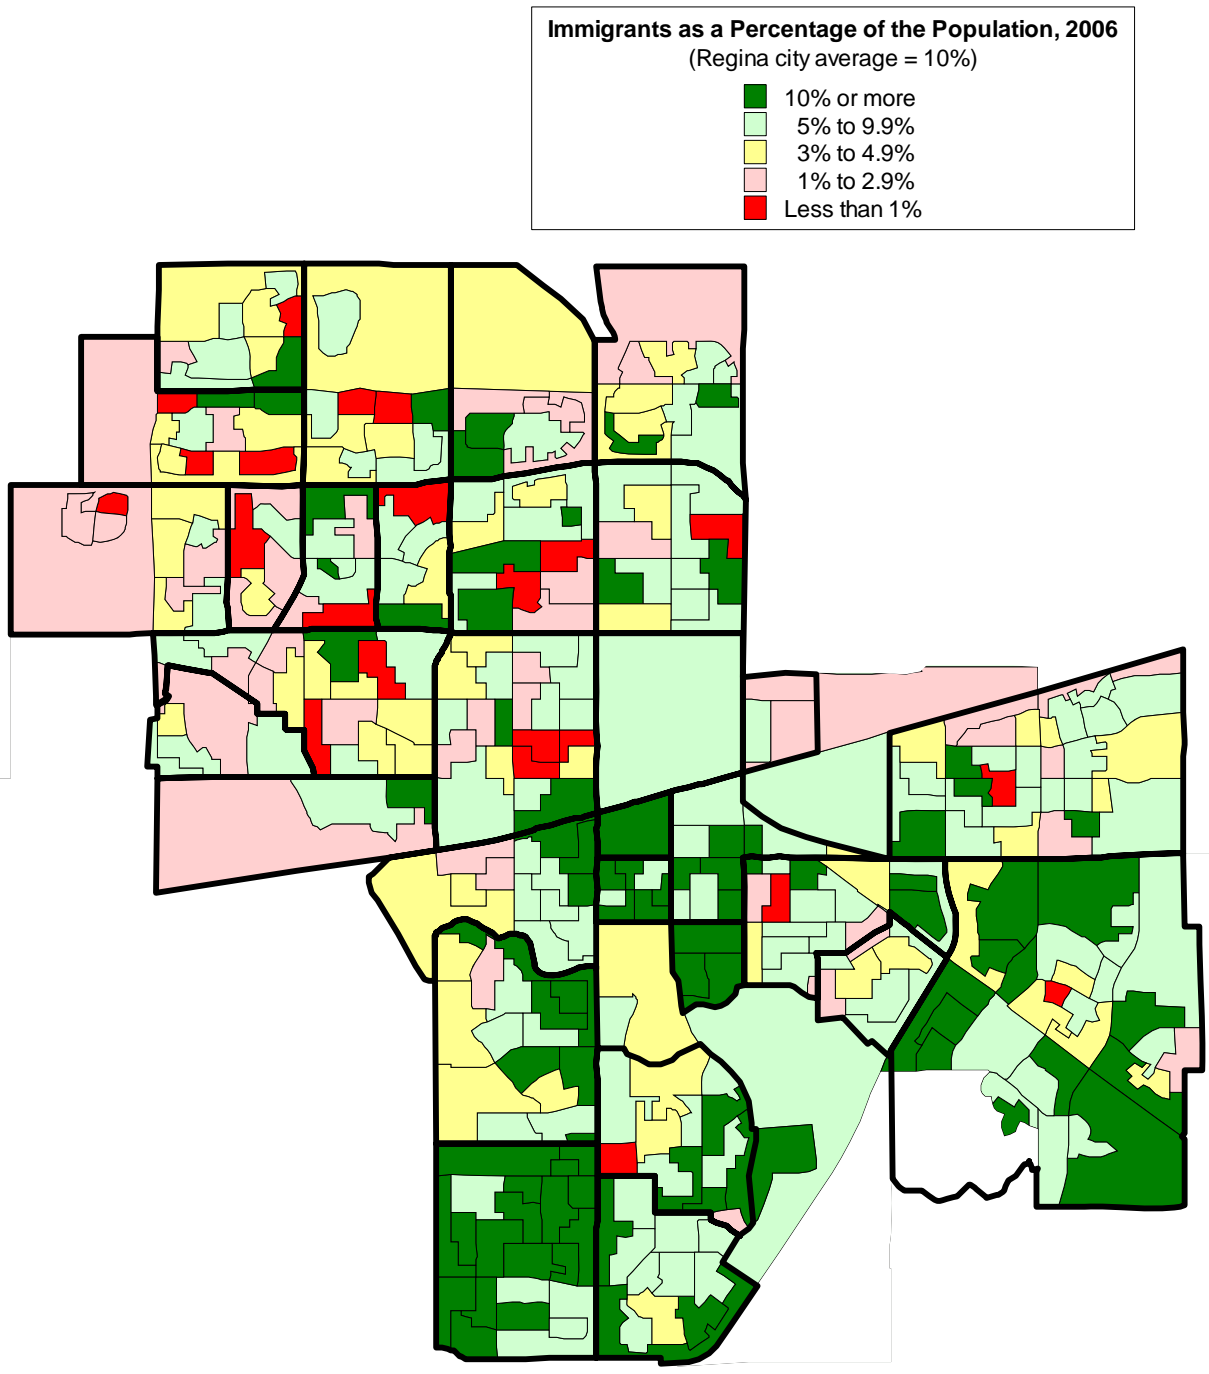 Immigrants as a Percentage of the Population, 2006
(Regina city average = 10%)
10% or more
5% to 9.9%
3% to 4.9%
1% to 2.9%
Less than 1%